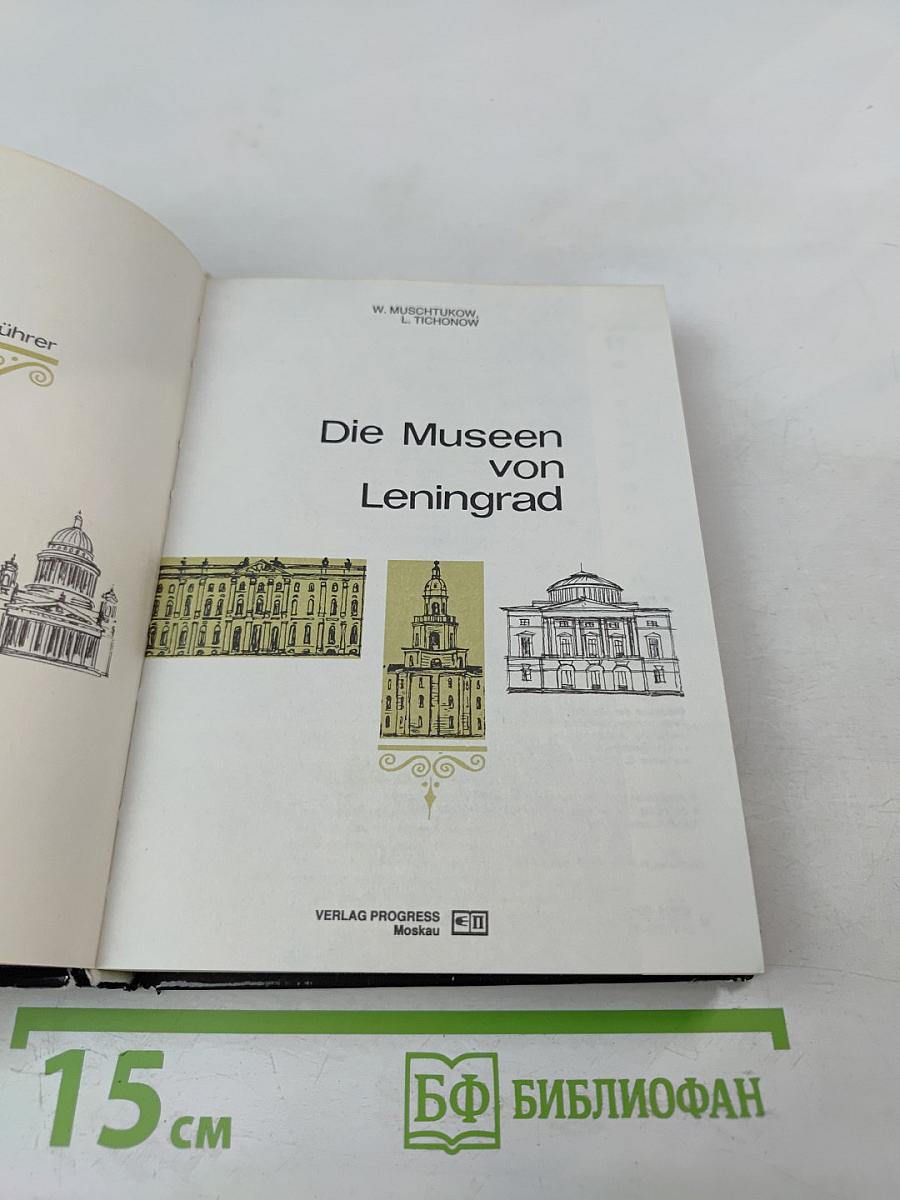 ührer
W. MUSCHTUKOW,
L. TICHONOW
Die Museen
von
Leningrad
VERLAG PROGRESS
Moskau
15 см
БФ БИБЛИОФАН